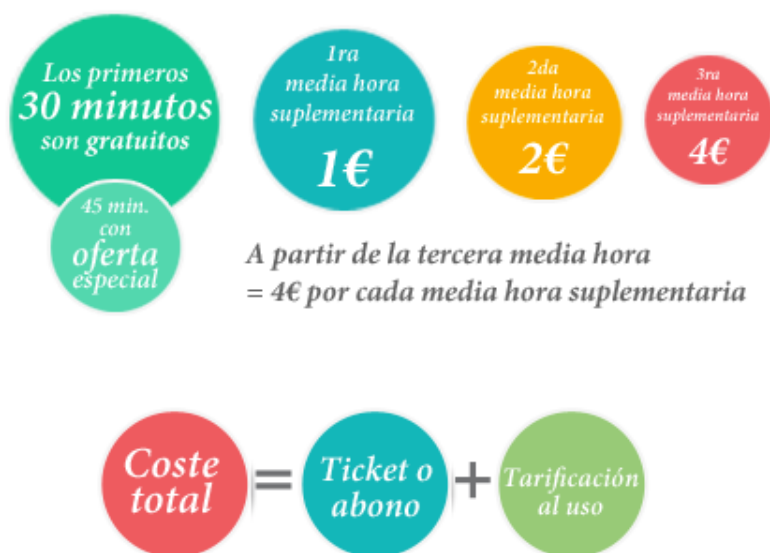 Los primeros
30 minutos
son gratuitos
45 min.
con
oferta
especial
1ra
media hora
suplementaria
1€
2da
media hora
suplementaria
2€
3ra
media hora
suplementaria
4€
A partir de la tercera media hora
= 4€ por cada media hora suplementaria
Coste
total
=
Ticket o
abono
+
Tarificación
al uso